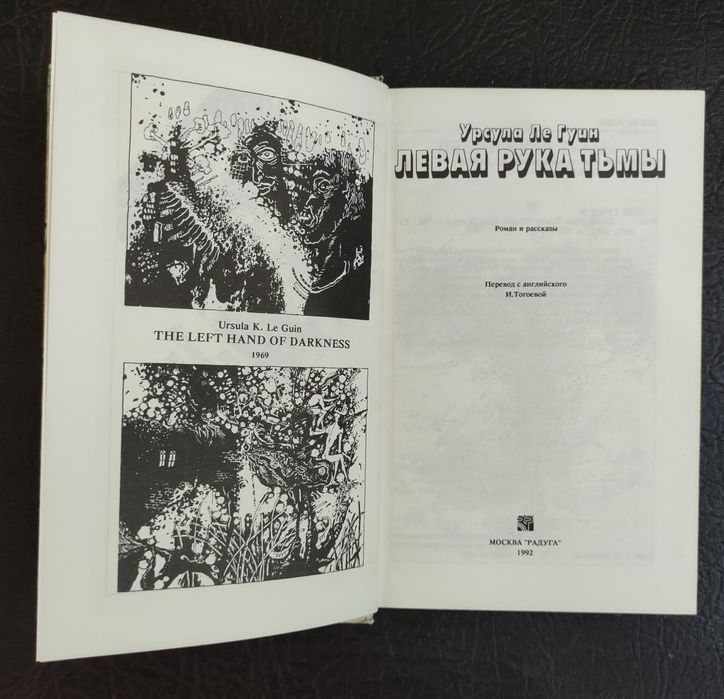 Ursula K. Le Guin
THE LEFT HAND OF DARKNESS
1969
Урсула Ле Гуин
ЛЕВАЯ РУКА ТЬМЫ
Роман и рассказы
Перевод с английского
И.Тогоевой
МОСКВА "РАДУГА"
1992